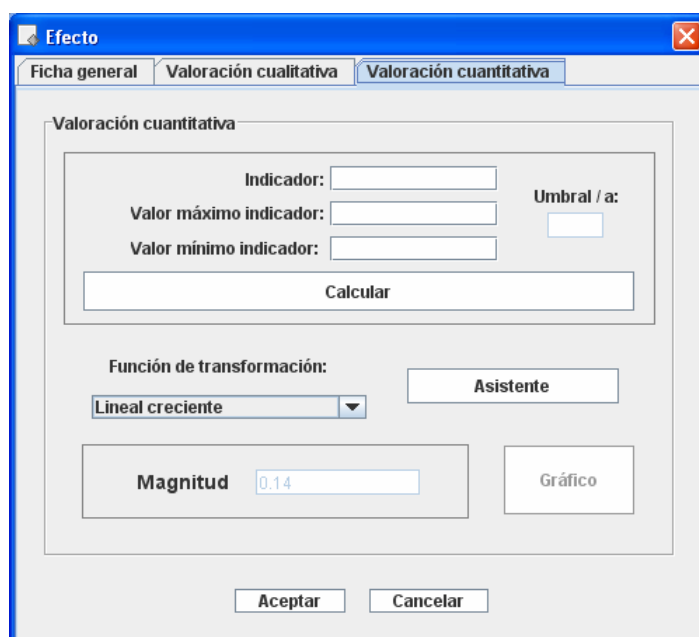 Efecto
Ficha general Valoración cualitativa Valoración cuantitativa
Valoración cuantitativa
Indicador:
Umbral / a:
Valor máximo indicador:
Valor mínimo indicador:
Calcular
Función de transformación:
Asistente
Lineal creciente
Magnitud 0.14
Gráfico
Aceptar Cancelar